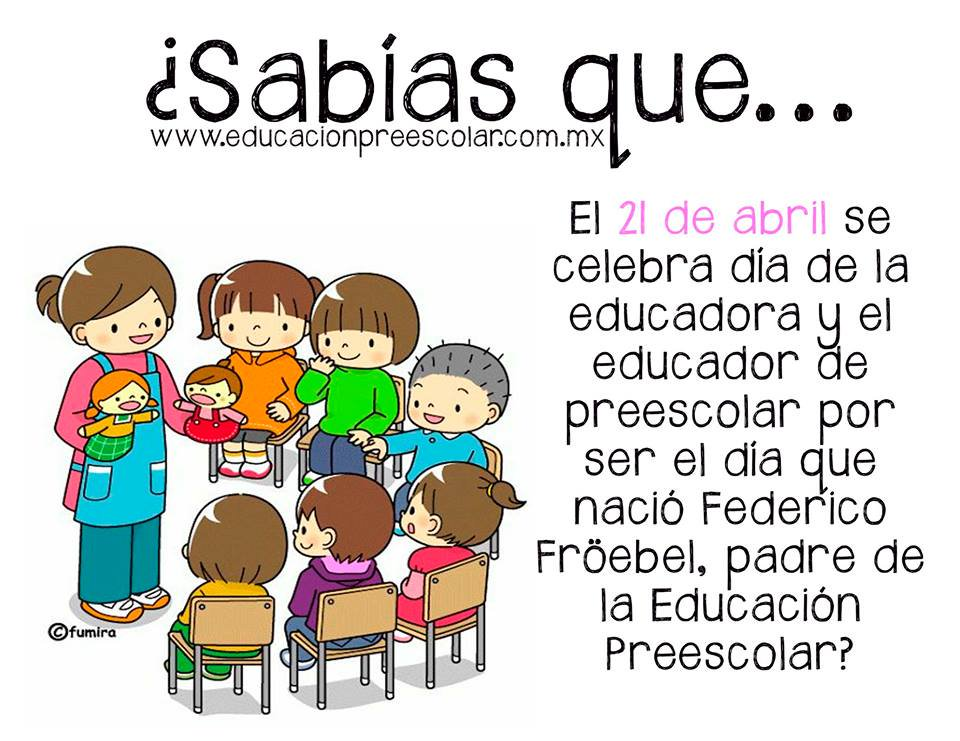 ¿Sabías que...
www.educacionpreescolar.com.mx
El 21 de abril se
celebra día de la
educadora y el
educador de
preescolar por
ser el día que
nació Federico
Fröebel, padre de
la Educación
Preescolar?
©fumira